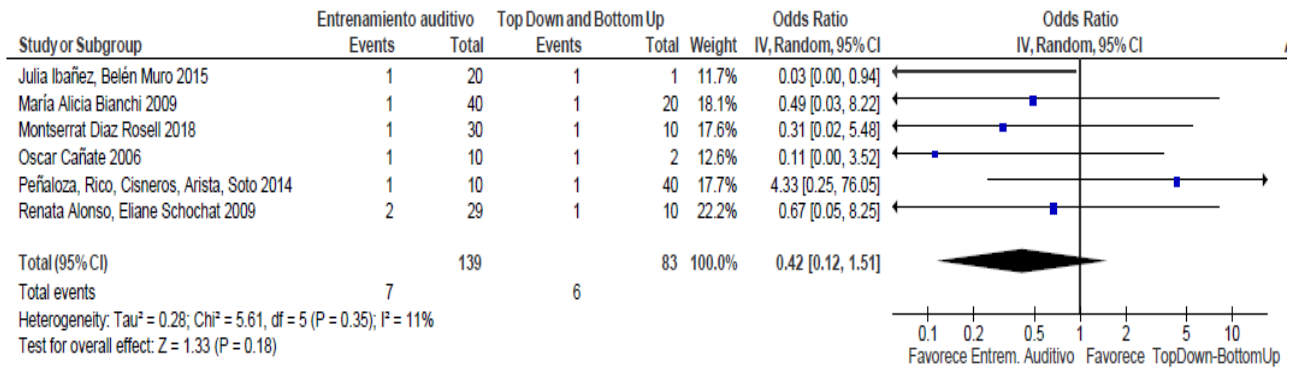 Entrenamiento auditivo Top Down and Bottom Up Odds Ratio Odds Ratio
Study or Subgroup Events Total Events Total Weight IV, Random, 95% CI IV, Random, 95% CI
Julia Ibañez, Belén Muro 2015 1 20 1 1 11.7% 0.03 [0.00, 0.94]
María Alicia Bianchi 2009 1 40 1 20 18.1% 0.49 [0.03, 8.22]
Montserrat Diaz Rosell 2018 1 30 1 10 17.6% 0.31 [0.02, 5.48]
Oscar Cañate 2006 1 10 1 2 12.6% 0.11 [0.00, 3.52]
Peñaloza, Rico, Cisneros, Arista, Soto 2014 1 10 1 40 17.7% 4.33 [0.25, 76.05]
Renata Alonso, Eliane Schochat 2009 2 29 1 10 22.2% 0.67 [0.05, 8.25]
Total (95% CI) 139 83 100.0% 0.42 [0.12, 1.51]
Total events 7 6
Heterogeneity: Tau² = 0.28; Chi² = 5.61, df = 5 (P = 0.35); I² = 11%
Test for overall effect: Z = 1.33 (P = 0.18)
0.1 0.2 0.5 1 2 5 10
Favorece Entrem. Auditivo Favorece TopDown-BottomUp